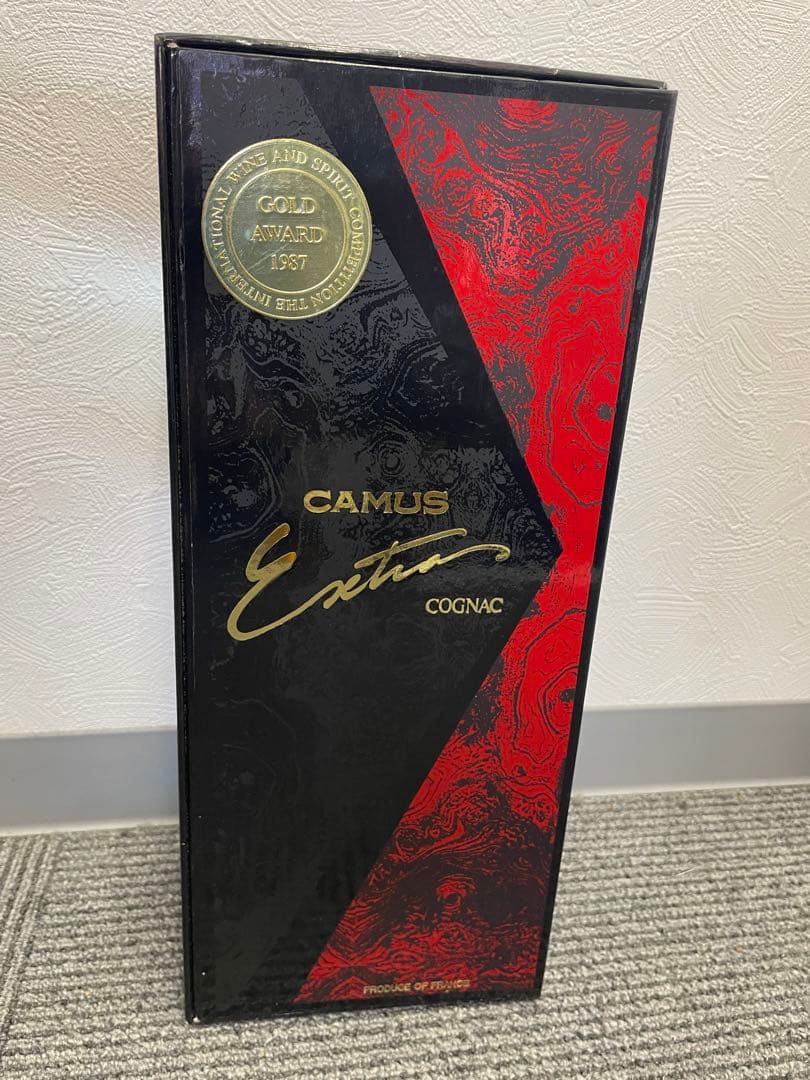 THE INTERNATIONAL WINE AND SPIRIT COMPETITION
GOLD
AWARD
1987
CAMUS
Extra
COGNAC
PRODUCE OF FRANCE